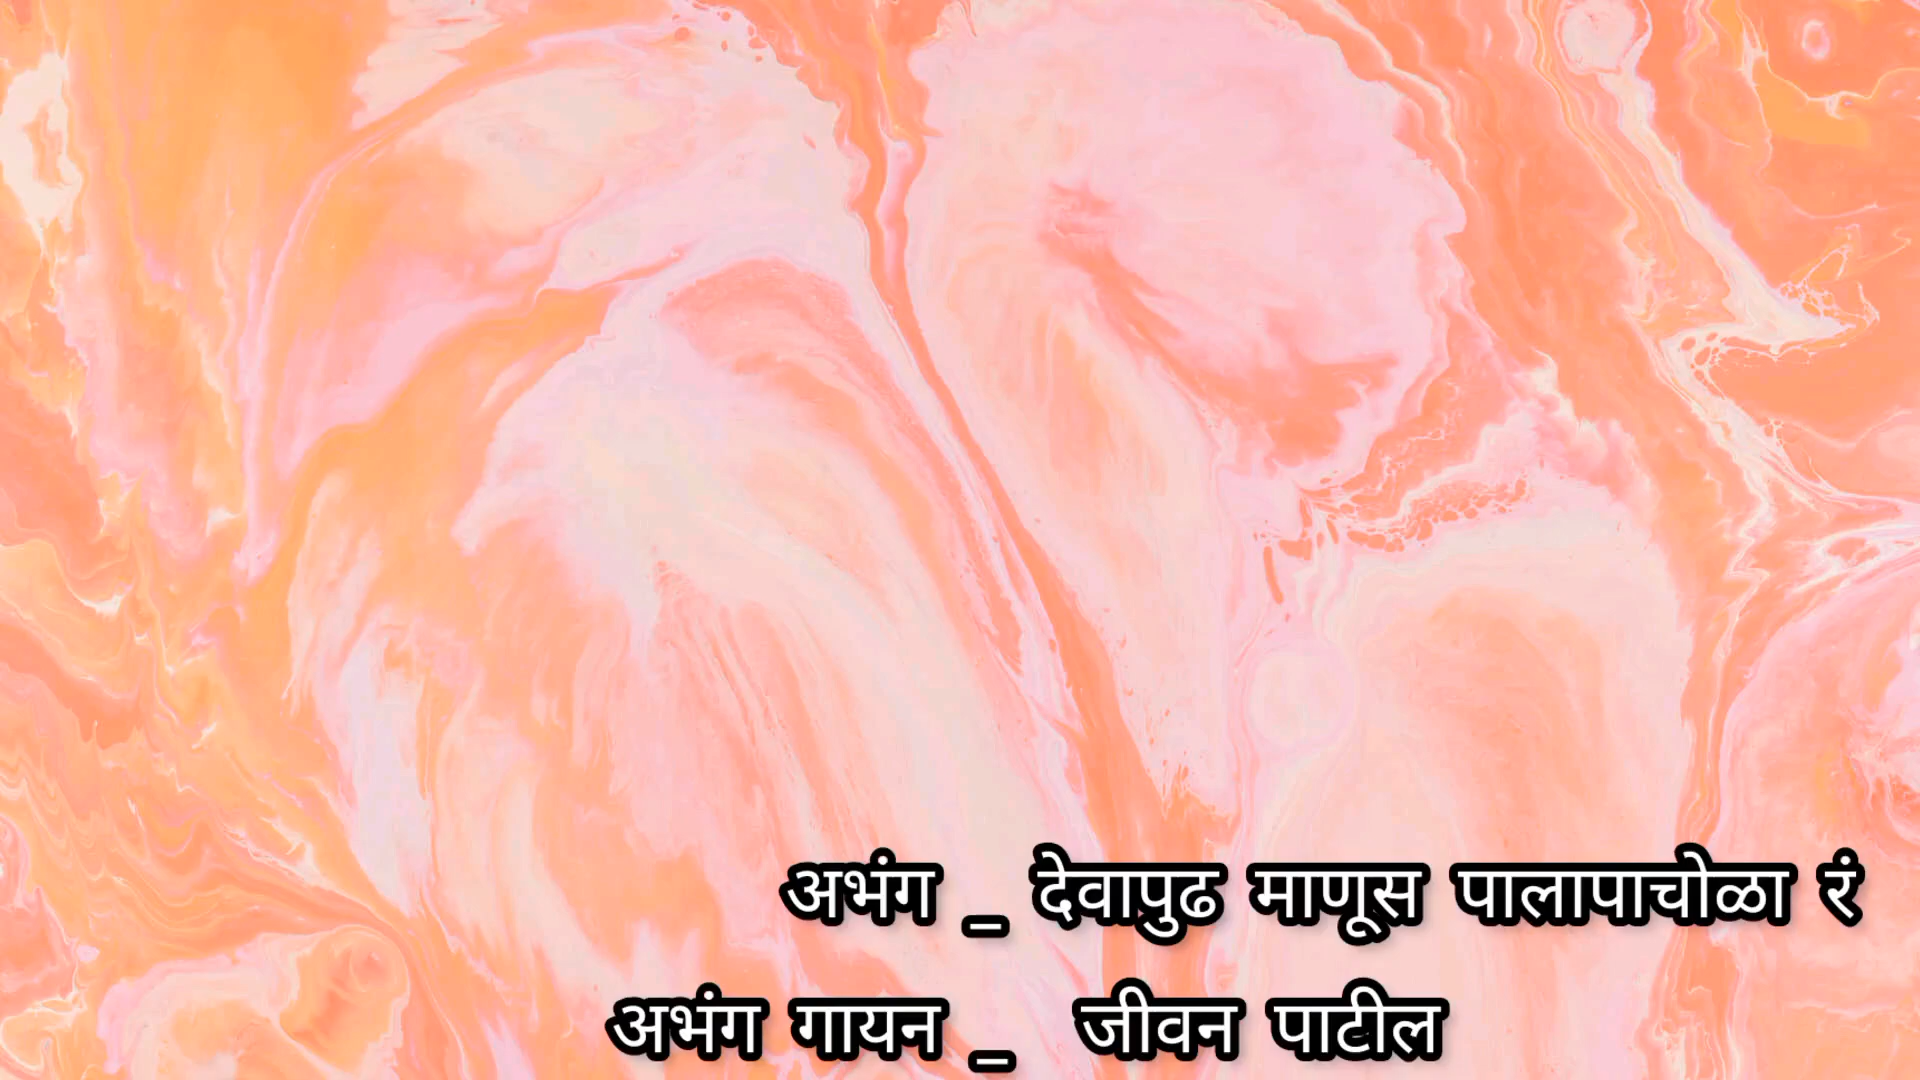 अभंग _ देवापुढ माणूस पालापाचोळा रं
अभंग गायन _ जीवन पाटील